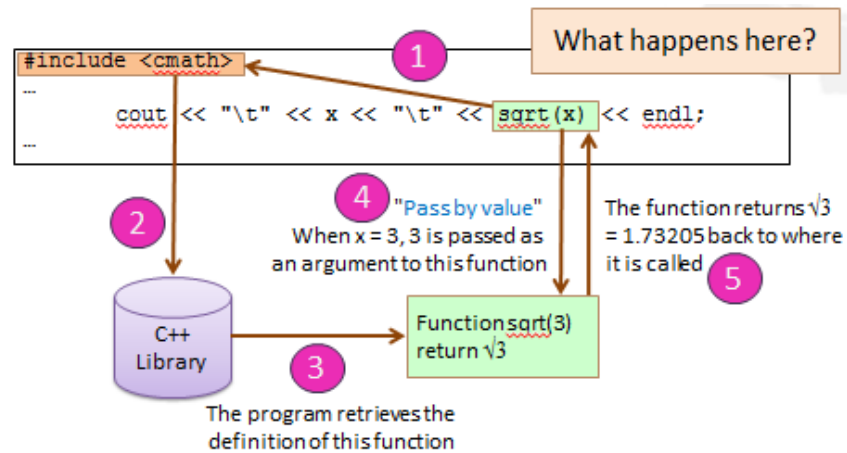 What happens here?
1
#include <cmath>
…
cout << "\t" << x << "\t" << sqrt(x) << endl;
…
2
C++
Library
3
The program retrieves the
definition of this function
4
"Pass by value"
When x = 3, 3 is passed as
an argument to this function
Function sqrt(3)
return √3
The function returns √3
= 1.73205 back to where
it is called
5